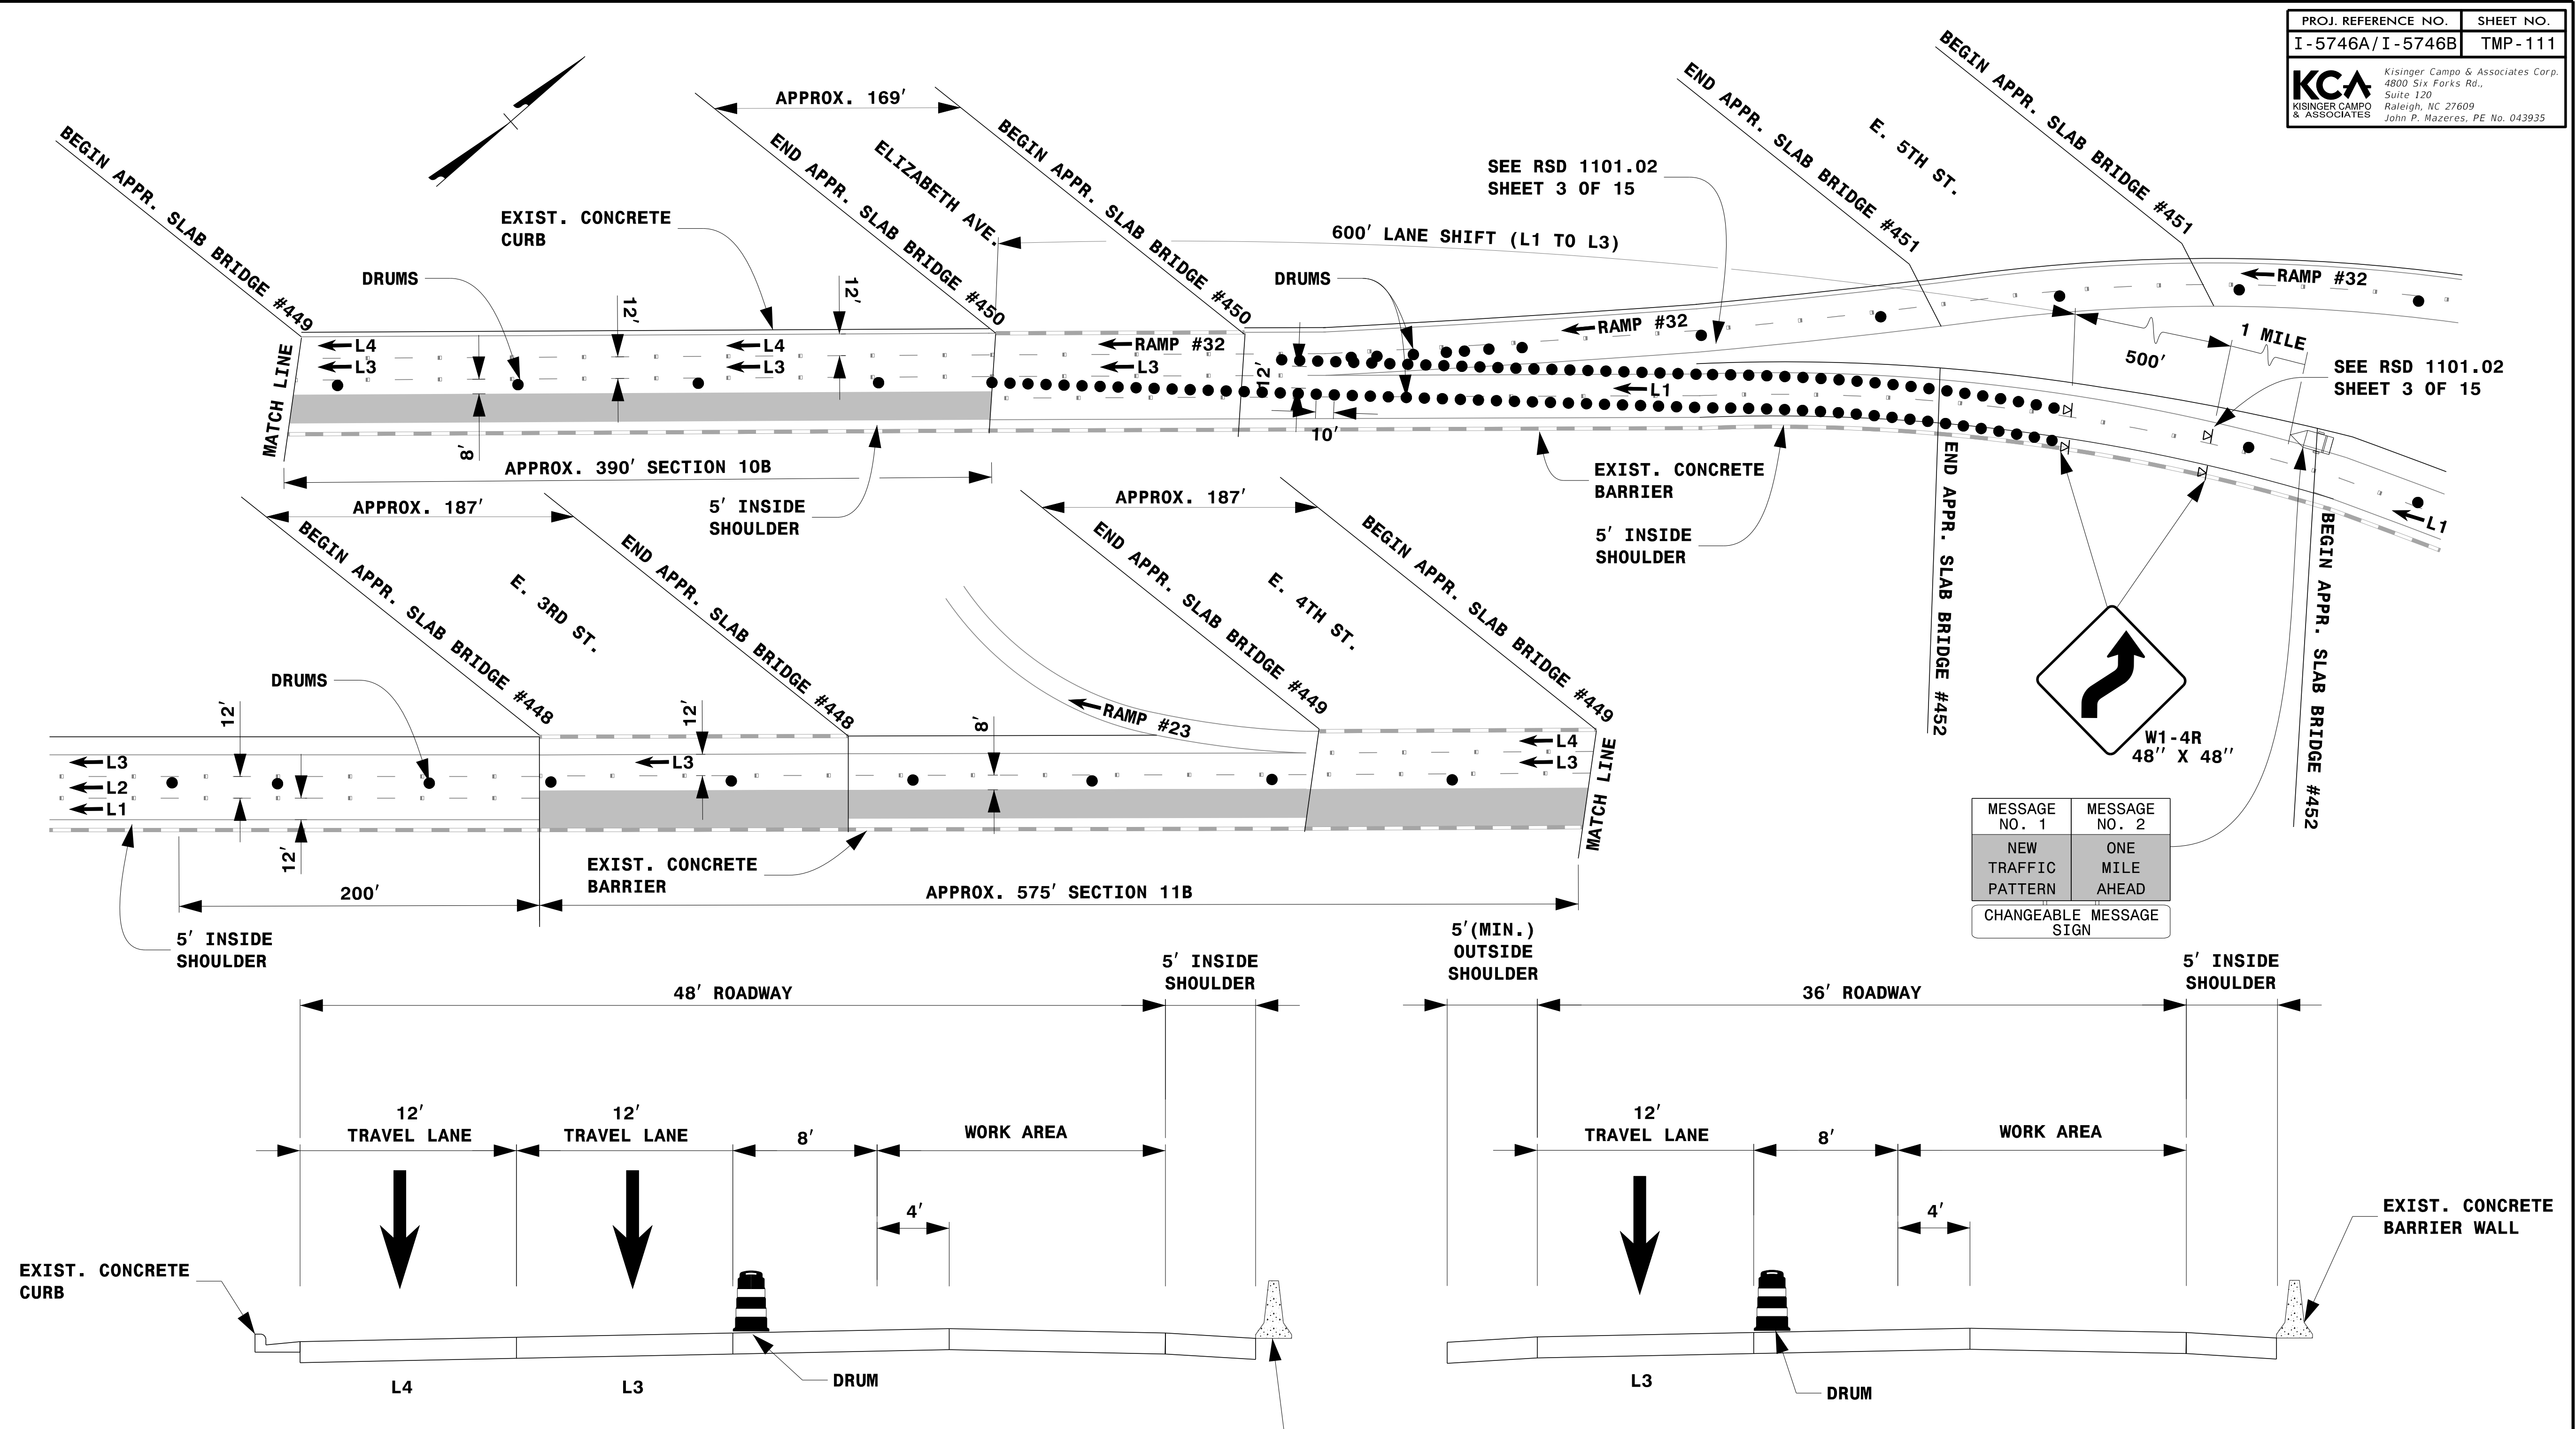 PROJ. REFERENCE NO. SHEET NO.
I-5746A/I-5746B TMP-111
KCA
KISINGER CAMPO
& ASSOCIATES
Kisinger Campo & Associates Corp.
4800 Six Forks Rd.,
Suite 120
Raleigh, NC 27609
John P. Mazeres, PE No. 043935
BEGIN APPR. SLAB BRIDGE #449
APPROX. 169'
END APPR. SLAB BRIDGE #450
ELIZABETH AVE.
BEGIN APPR. SLAB BRIDGE #450
SEE RSD 1101.02
SHEET 3 OF 15
END APPR. SLAB BRIDGE #451
E. 5TH ST.
BEGIN APPR. SLAB BRIDGE #451
EXIST. CONCRETE
CURB
600' LANE SHIFT (L1 TO L3)
DRUMS
12'
12'
DRUMS
RAMP #32
RAMP #32
1 MILE
500'
SEE RSD 1101.02
SHEET 3 OF 15
MATCH LINE
L4
L3
L4
L3
RAMP #32
L3
12'
L1
10'
8'
APPROX. 390' SECTION 10B
5' INSIDE
SHOULDER
EXIST. CONCRETE
BARRIER
5' INSIDE
SHOULDER
L1
END APPR. SLAB BRIDGE #452
BEGIN APPR. SLAB BRIDGE #452
W1-4R
48" X 48"
MESSAGE
NO. 1
MESSAGE
NO. 2
NEW
TRAFFIC
PATTERN
ONE
MILE
AHEAD
CHANGEABLE MESSAGE
SIGN
APPROX. 187'
BEGIN APPR. SLAB BRIDGE #448
E. 3RD ST.
END APPR. SLAB BRIDGE #448
APPROX. 187'
END APPR. SLAB BRIDGE #449
E. 4TH ST.
BEGIN APPR. SLAB BRIDGE #449
DRUMS
12'
12'
8'
RAMP #23
L3
L2
L1
L3
L4
L3
MATCH LINE
12'
EXIST. CONCRETE
BARRIER
200'
APPROX. 575' SECTION 11B
5' INSIDE
SHOULDER
48' ROADWAY
5' INSIDE
SHOULDER
12'
TRAVEL LANE
12'
TRAVEL LANE
8'
WORK AREA
4'
EXIST. CONCRETE
CURB
DRUM
L4
L3
5'(MIN.)
OUTSIDE
SHOULDER
36' ROADWAY
5' INSIDE
SHOULDER
12'
TRAVEL LANE
8'
WORK AREA
4'
EXIST. CONCRETE
BARRIER WALL
L3
DRUM